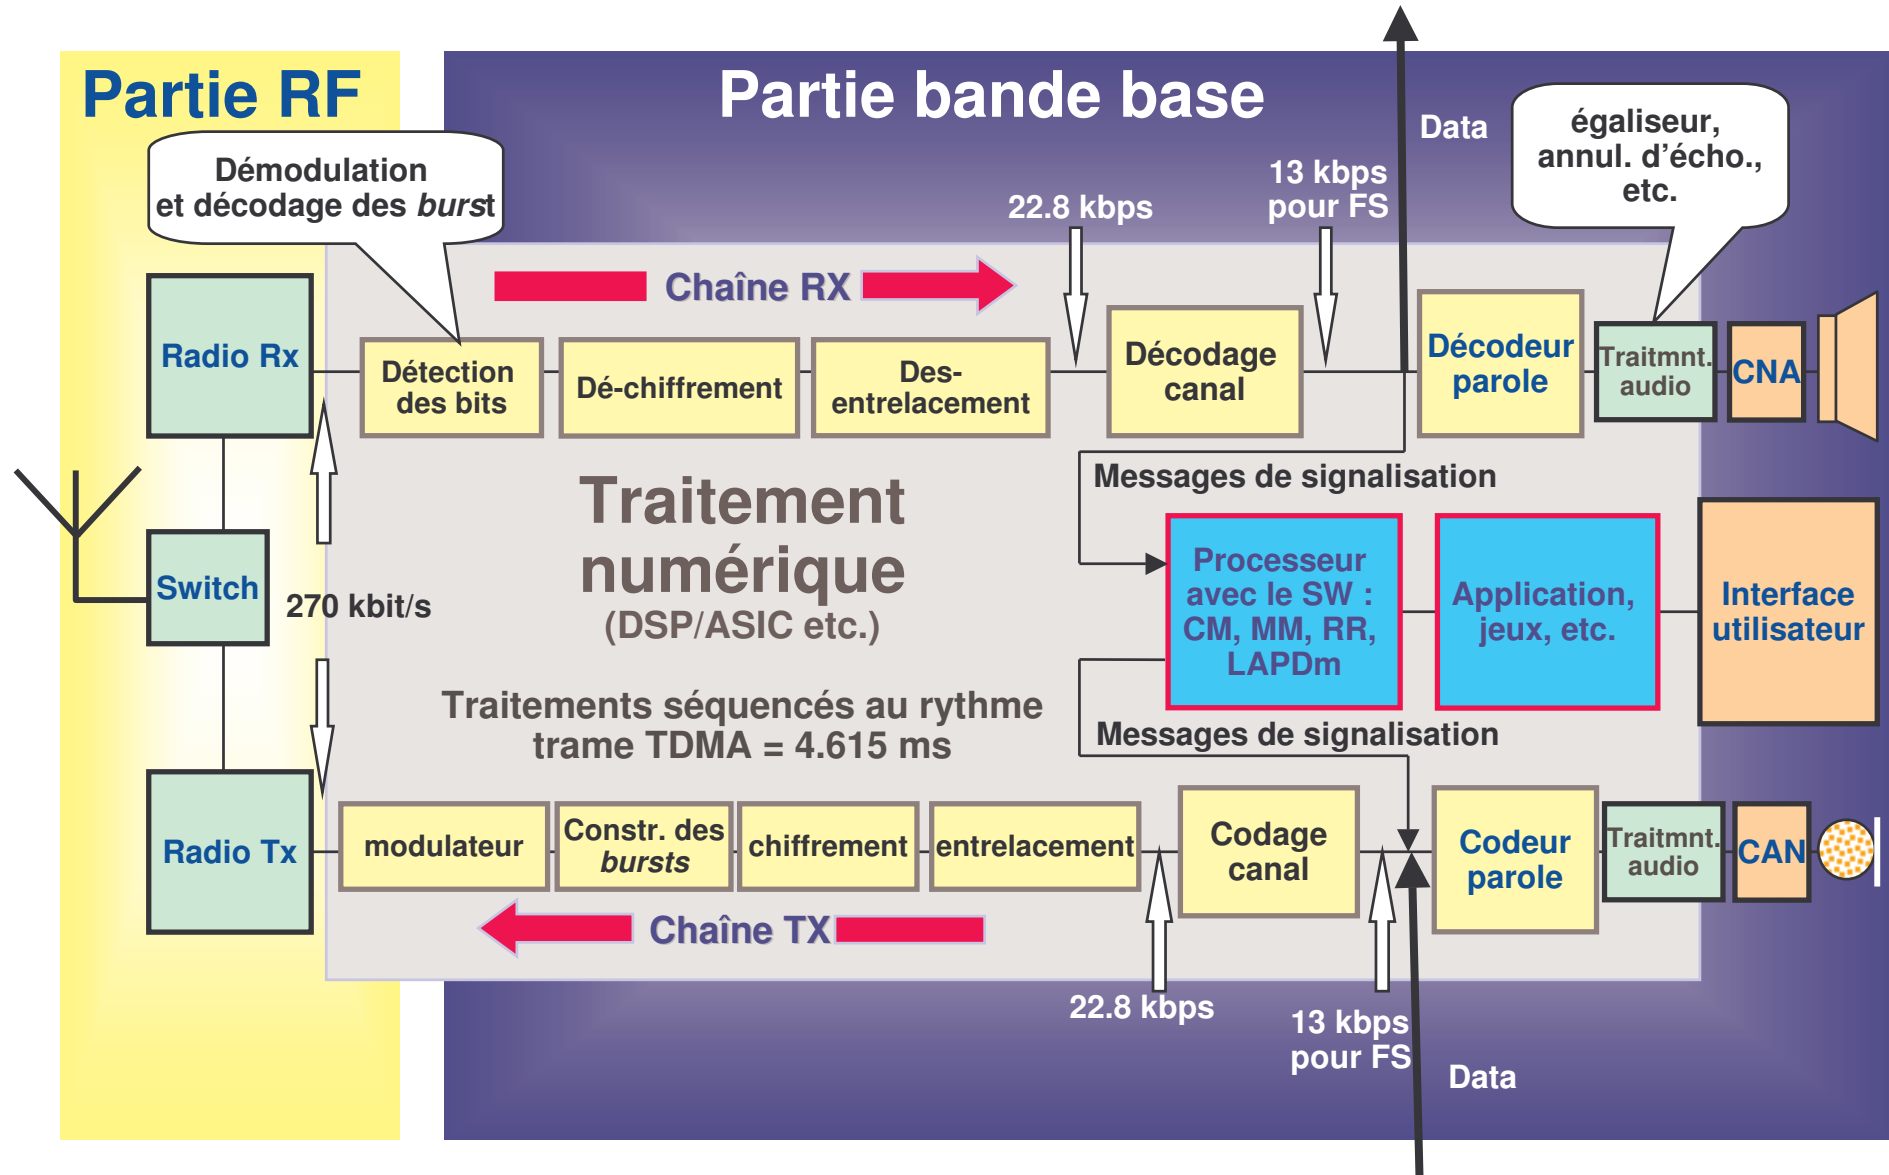 Partie RF
Partie bande base
Démodulation
et décodage des burst
22.8 kbps
13 kbps
pour FS
Data
égaliseur,
annul. d'écho.,
etc.
Chaîne RX
Radio Rx
Détection
des bits
Dé-chiffrement
Des-
entrelacement
Décodage
canal
Décodeur
parole
Traitmnt.
audio
CNA
Messages de signalisation
Traitement
numérique
(DSP/ASIC etc.)
Switch
270 kbit/s
Processeur
avec le SW :
CM, MM, RR,
LAPDm
Application,
jeux, etc.
Interface
utilisateur
Traitements séquencés au rythme
trame TDMA = 4.615 ms
Messages de signalisation
Radio Tx
modulateur
Constr. des
bursts
chiffrement
entrelacement
Codage
canal
Codeur
parole
Traitmnt.
audio
CAN
Chaîne TX
22.8 kbps
13 kbps
pour FS
Data